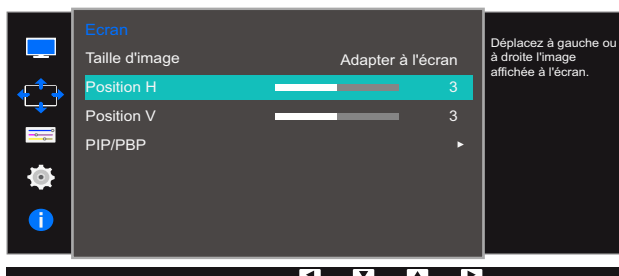 Ecran
Taille d'image Adapter à l'écran
Position H 3
Position V 3
PIP/PBP
Déplacez à gauche ou
à droite l'image
affichée à l'écran.